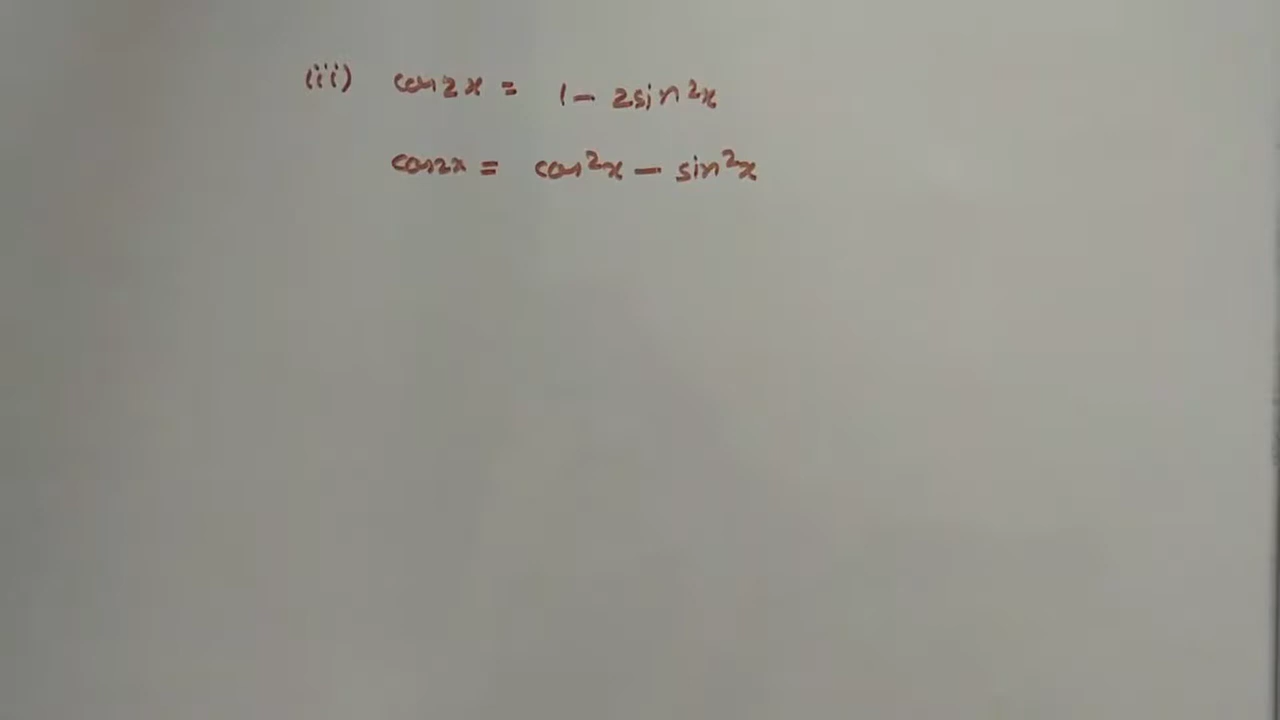 (iii) cos2x = 1 - 2sin²x
cos2x = cos²x - sin²x